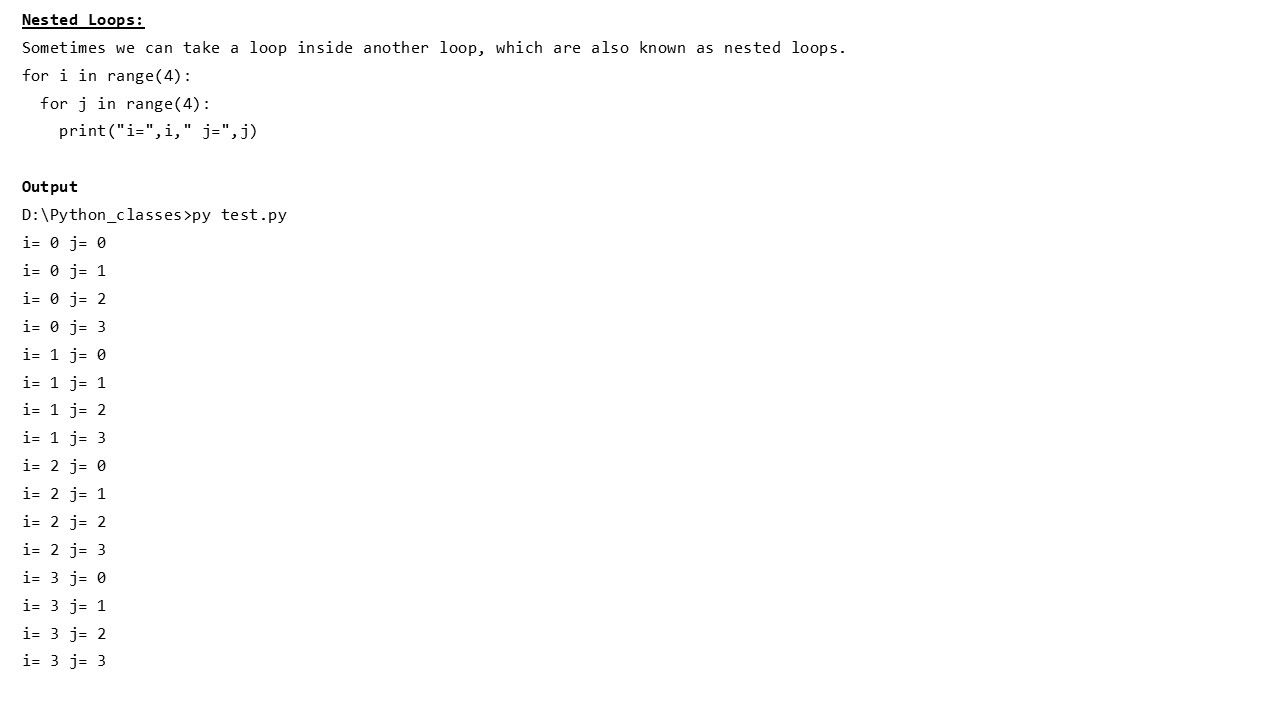 Nested Loops:
Sometimes we can take a loop inside another loop, which are also known as nested loops.
for i in range(4):
  for j in range(4):
    print("i=",i," j=",j)
Output
D:\Python_classes>py test.py
i= 0 j= 0
i= 0 j= 1
i= 0 j= 2
i= 0 j= 3
i= 1 j= 0
i= 1 j= 1
i= 1 j= 2
i= 1 j= 3
i= 2 j= 0
i= 2 j= 1
i= 2 j= 2
i= 2 j= 3
i= 3 j= 0
i= 3 j= 1
i= 3 j= 2
i= 3 j= 3